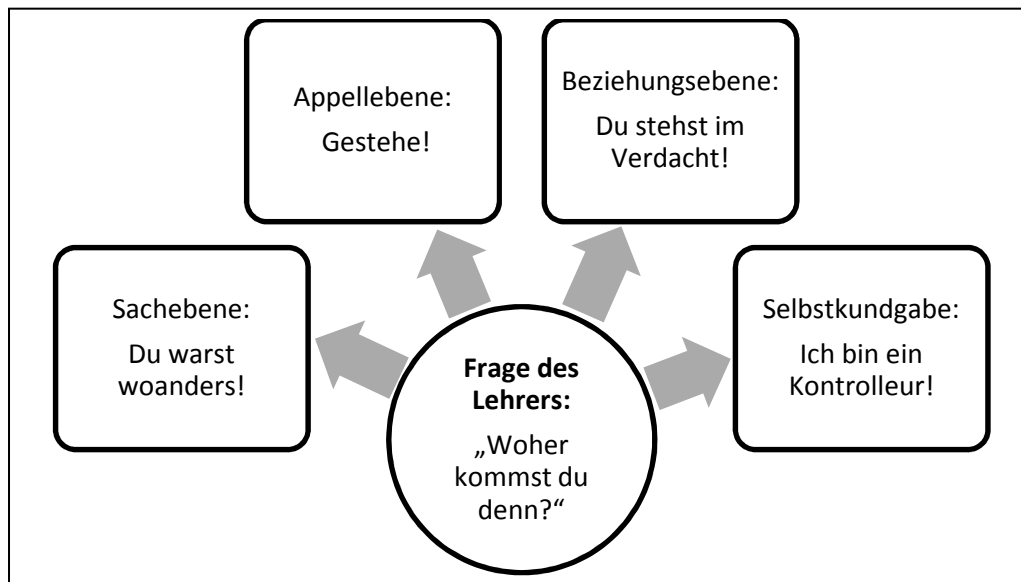 Appellebene:
Gestehe!
Beziehungsebene:
Du stehst im
Verdacht!
Sachebene:
Du warst
woanders!
Selbstkundgabe:
Ich bin ein
Kontrolleur!
Frage des
Lehrers:
„Woher
kommst du
denn?“